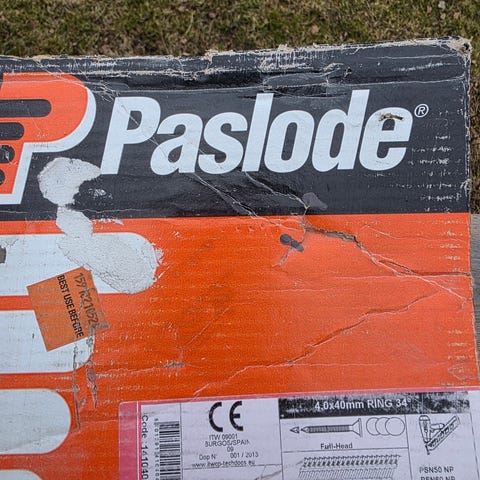 Paslode®
BEST USE BEFORE
4,0x40mm RING 34°
CE
ITW 09001
BURGOS/SPAIN
09
DoP N° 001 / 2013
www.itwcp-techdocs.eu
Full-Head
PSN50 NP